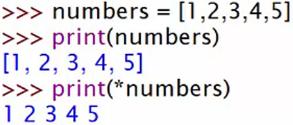 >>> numbers = [1,2,3,4,5]
>>> print(numbers)
[1, 2, 3, 4, 5]
>>> print(*numbers)
1 2 3 4 5